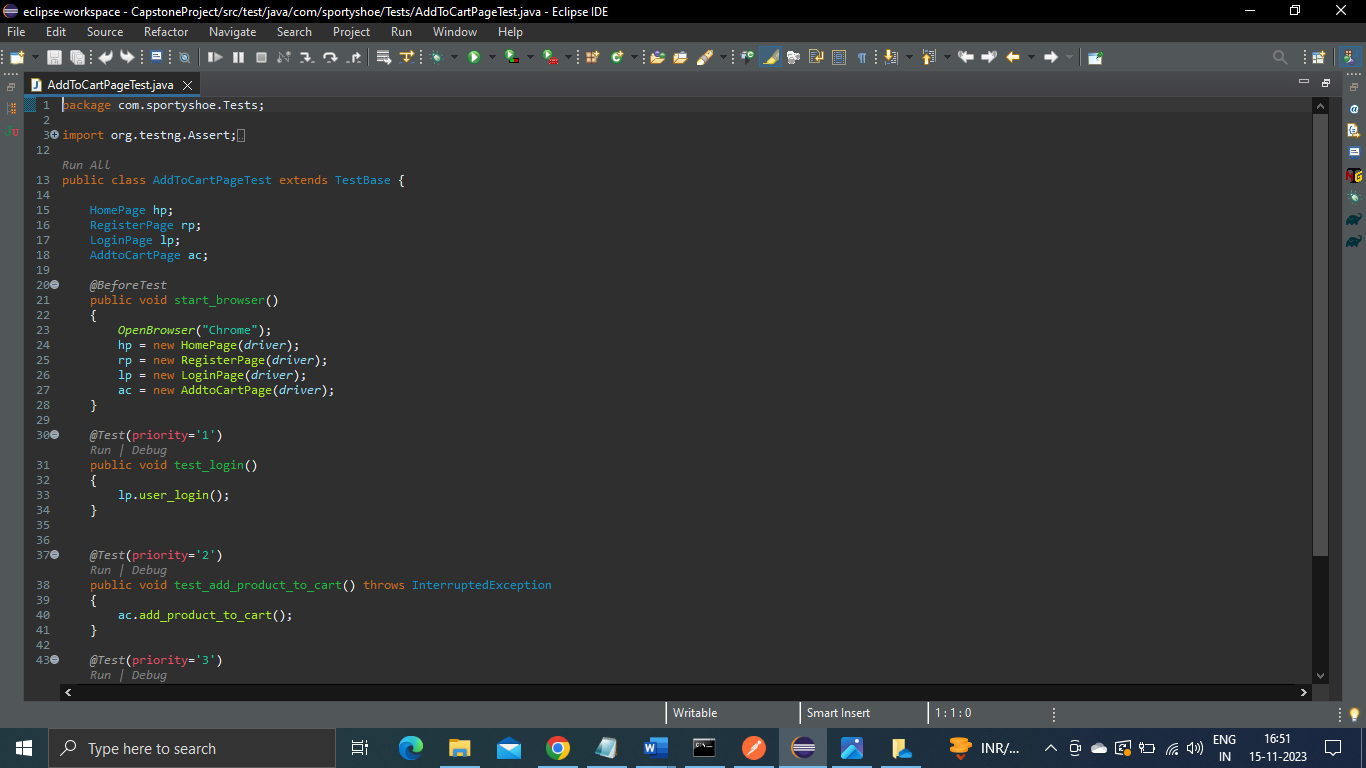 eclipse-workspace - CapstoneProject/src/test/java/com/sportyshoe/Tests/AddToCartPageTest.java - Eclipse IDE
File Edit Source Refactor Navigate Search Project Run Window Help
AddToCartPageTest.java
1 package com.sportyshoe.Tests;
2
3 import org.testng.Assert;
12
Run All
13 public class AddToCartPageTest extends TestBase {
14
15 HomePage hp;
16 RegisterPage rp;
17 LoginPage lp;
18 AddtoCartPage ac;
19
20 @BeforeTest
21 public void start_browser()
22 {
23 OpenBrowser("Chrome");
24 hp = new HomePage(driver);
25 rp = new RegisterPage(driver);
26 lp = new LoginPage(driver);
27 ac = new AddtoCartPage(driver);
28 }
29
30 @Test(priority='1')
Run | Debug
31 public void test_login()
32 {
33 lp.user_login();
34 }
35
36
37 @Test(priority='2')
Run | Debug
38 public void test_add_product_to_cart() throws InterruptedException
39 {
40 ac.add_product_to_cart();
41 }
42
43 @Test(priority='3')
Run | Debug
Writable Smart Insert 1 : 1 : 0
Type here to search
INR/...
ENG
IN
16:51
15-11-2023